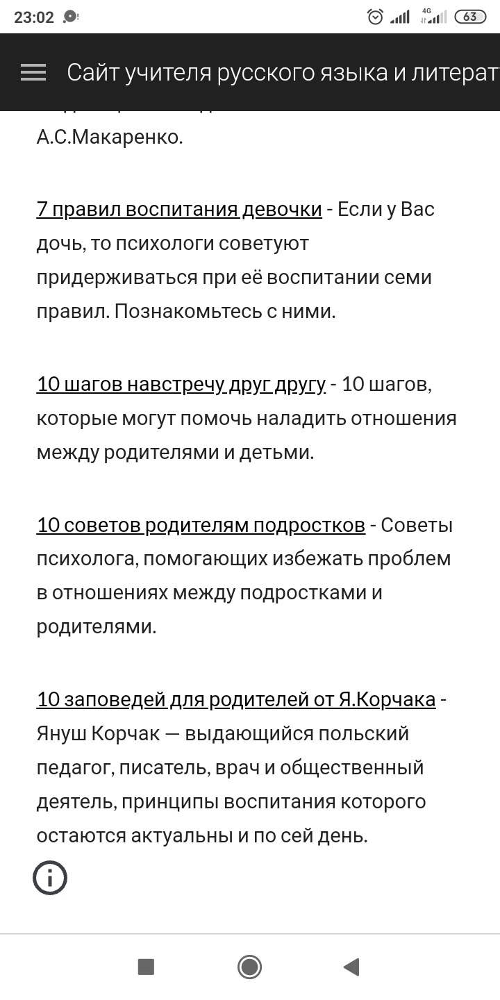 23:02
4G
63
Сайт учителя русского языка и литерат
А.С.Макаренко.
7 правил воспитания девочки - Если у Вас
дочь, то психологи советуют
придерживаться при её воспитании семи
правил. Познакомьтесь с ними.
10 шагов навстречу друг другу - 10 шагов,
которые могут помочь наладить отношения
между родителями и детьми.
10 советов родителям подростков - Советы
психолога, помогающих избежать проблем
в отношениях между подростками и
родителями.
10 заповедей для родителей от Я.Корчака -
Януш Корчак — выдающийся польский
педагог, писатель, врач и общественный
деятель, принципы воспитания которого
остаются актуальны и по сей день.